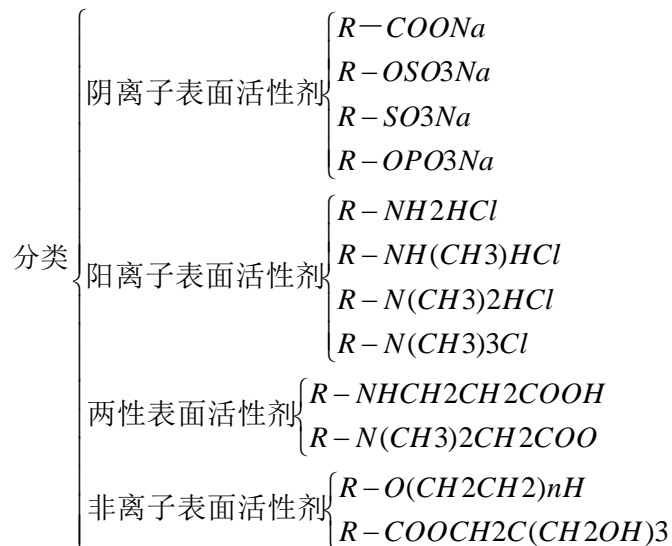 分类
阴离子表面活性剂
R－COONa
R－OSO3Na
R－SO3Na
R－OPO3Na
阳离子表面活性剂
R－NH2HCl
R－NH(CH3)HCl
R－N(CH3)2HCl
R－N(CH3)3Cl
两性表面活性剂
R－NHCH2CH2COOH
R－N(CH3)2CH2COO
非离子表面活性剂
R－O(CH2CH2)nH
R－COOCH2C(CH2OH)3